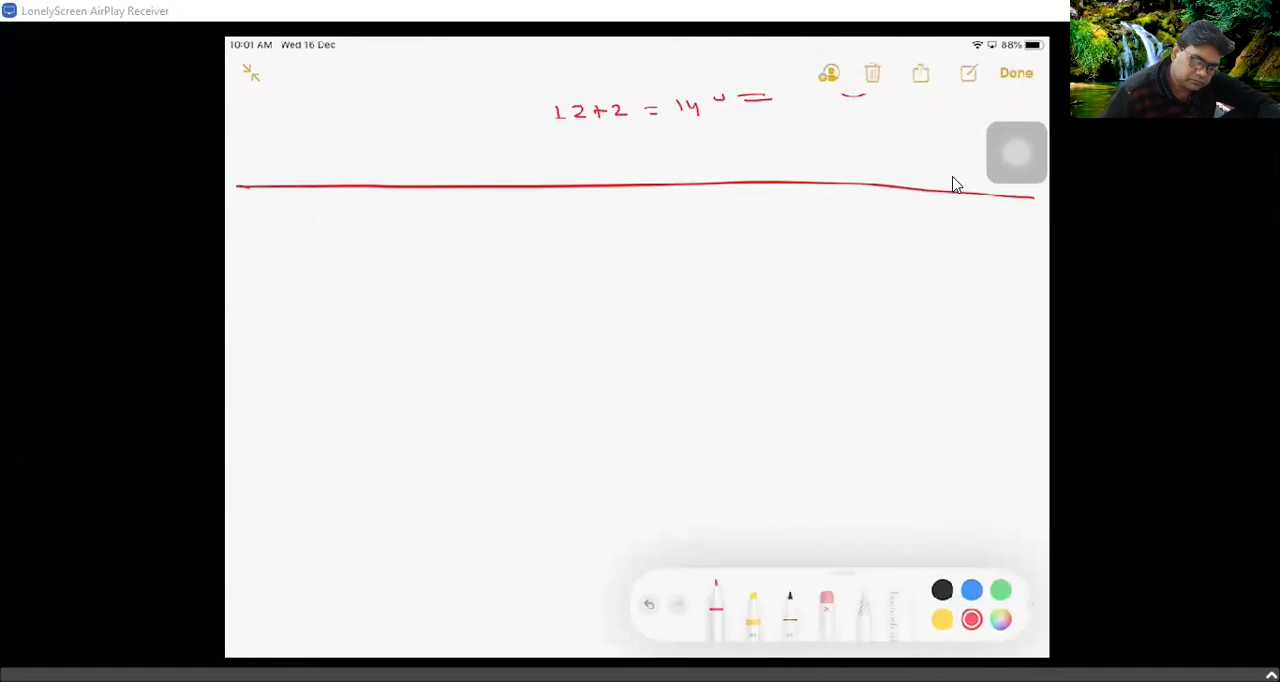 LonelyScreen AirPlay Receiver
10:01 AM Wed 16 Dec
88%
Done
12+2 = 14